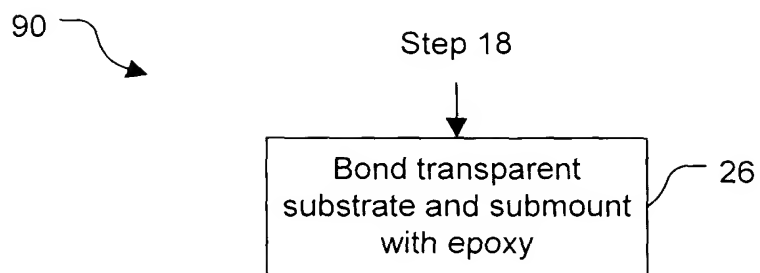 90
Step 18
Bond transparent
substrate and submount
with epoxy
26